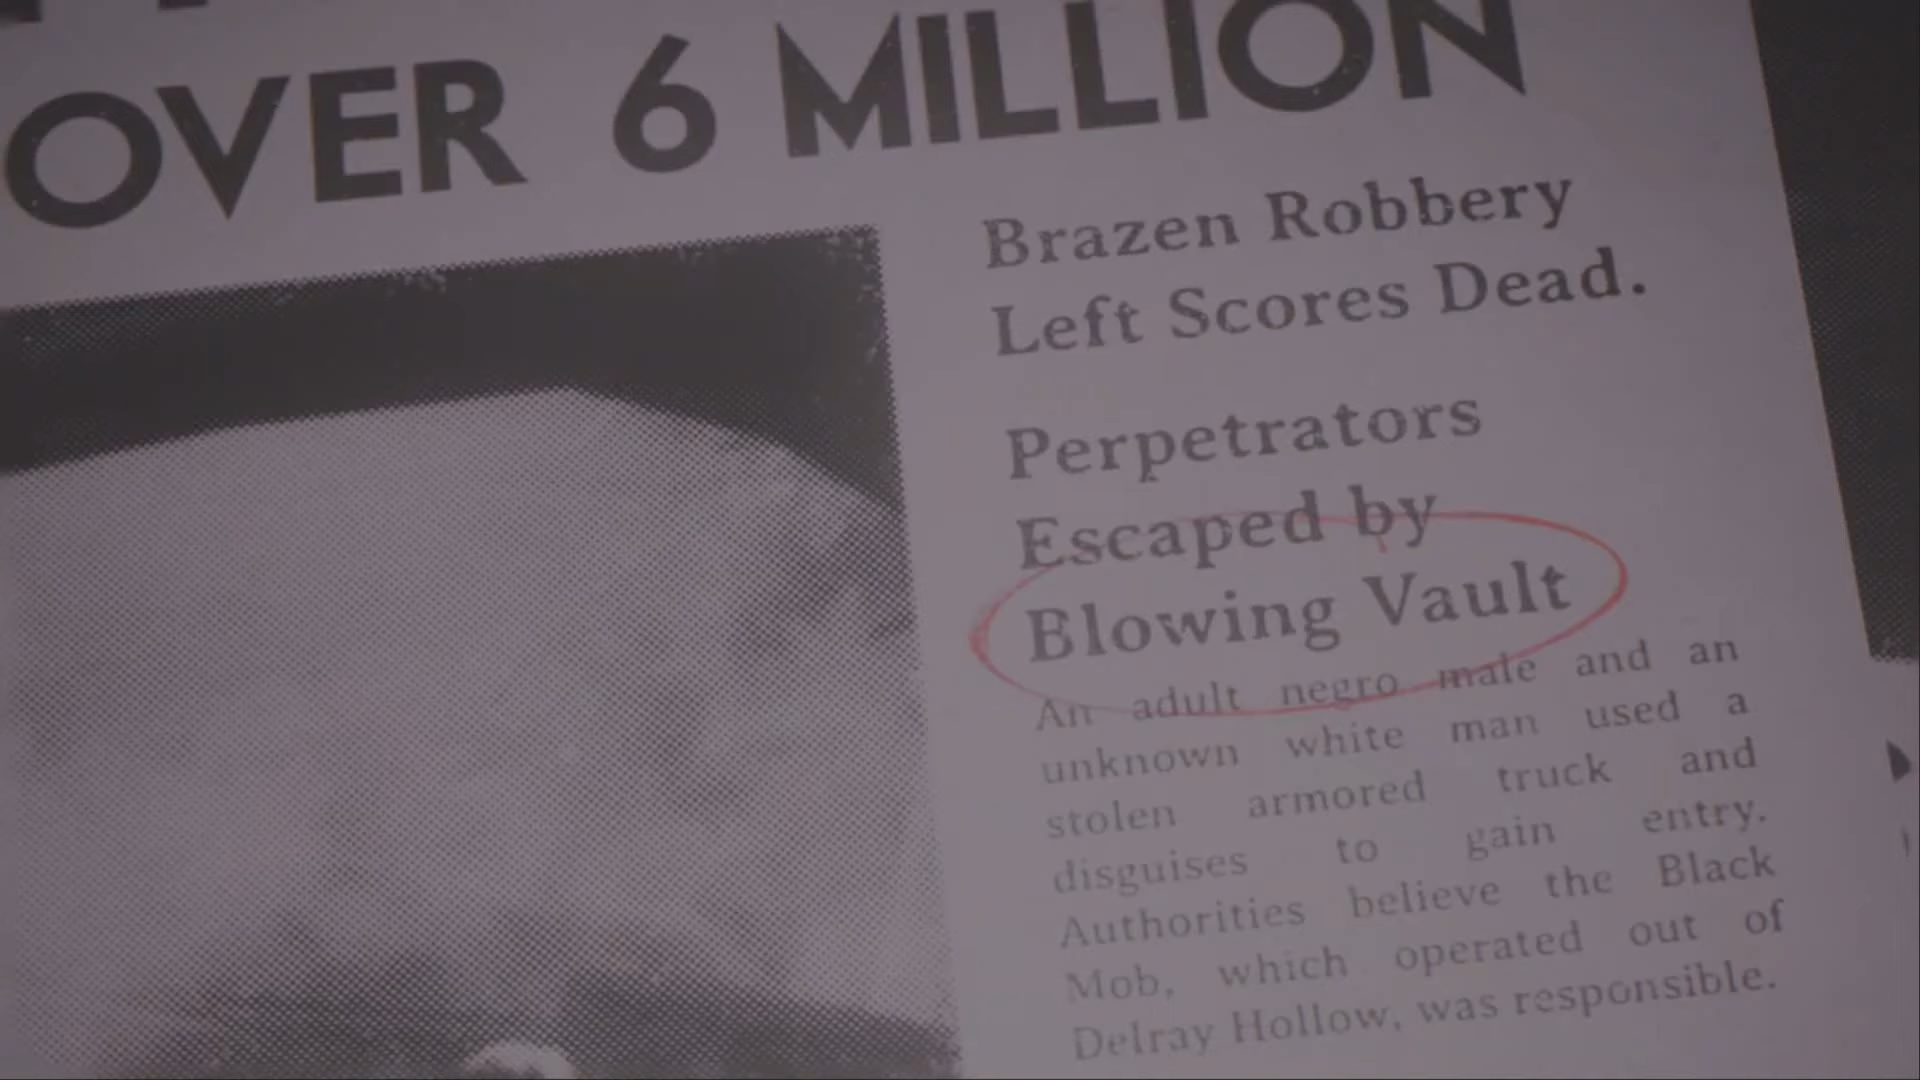 OVER 6 MILLION
Brazen Robbery
Left Scores Dead.
Perpetrators
Escaped by
Blowing Vault
An adult negro male and an
unknown white man used a
stolen armored truck and
disguises to gain entry.
Authorities believe the Black
Mob, which operated out of
Delray Hollow, was responsible.